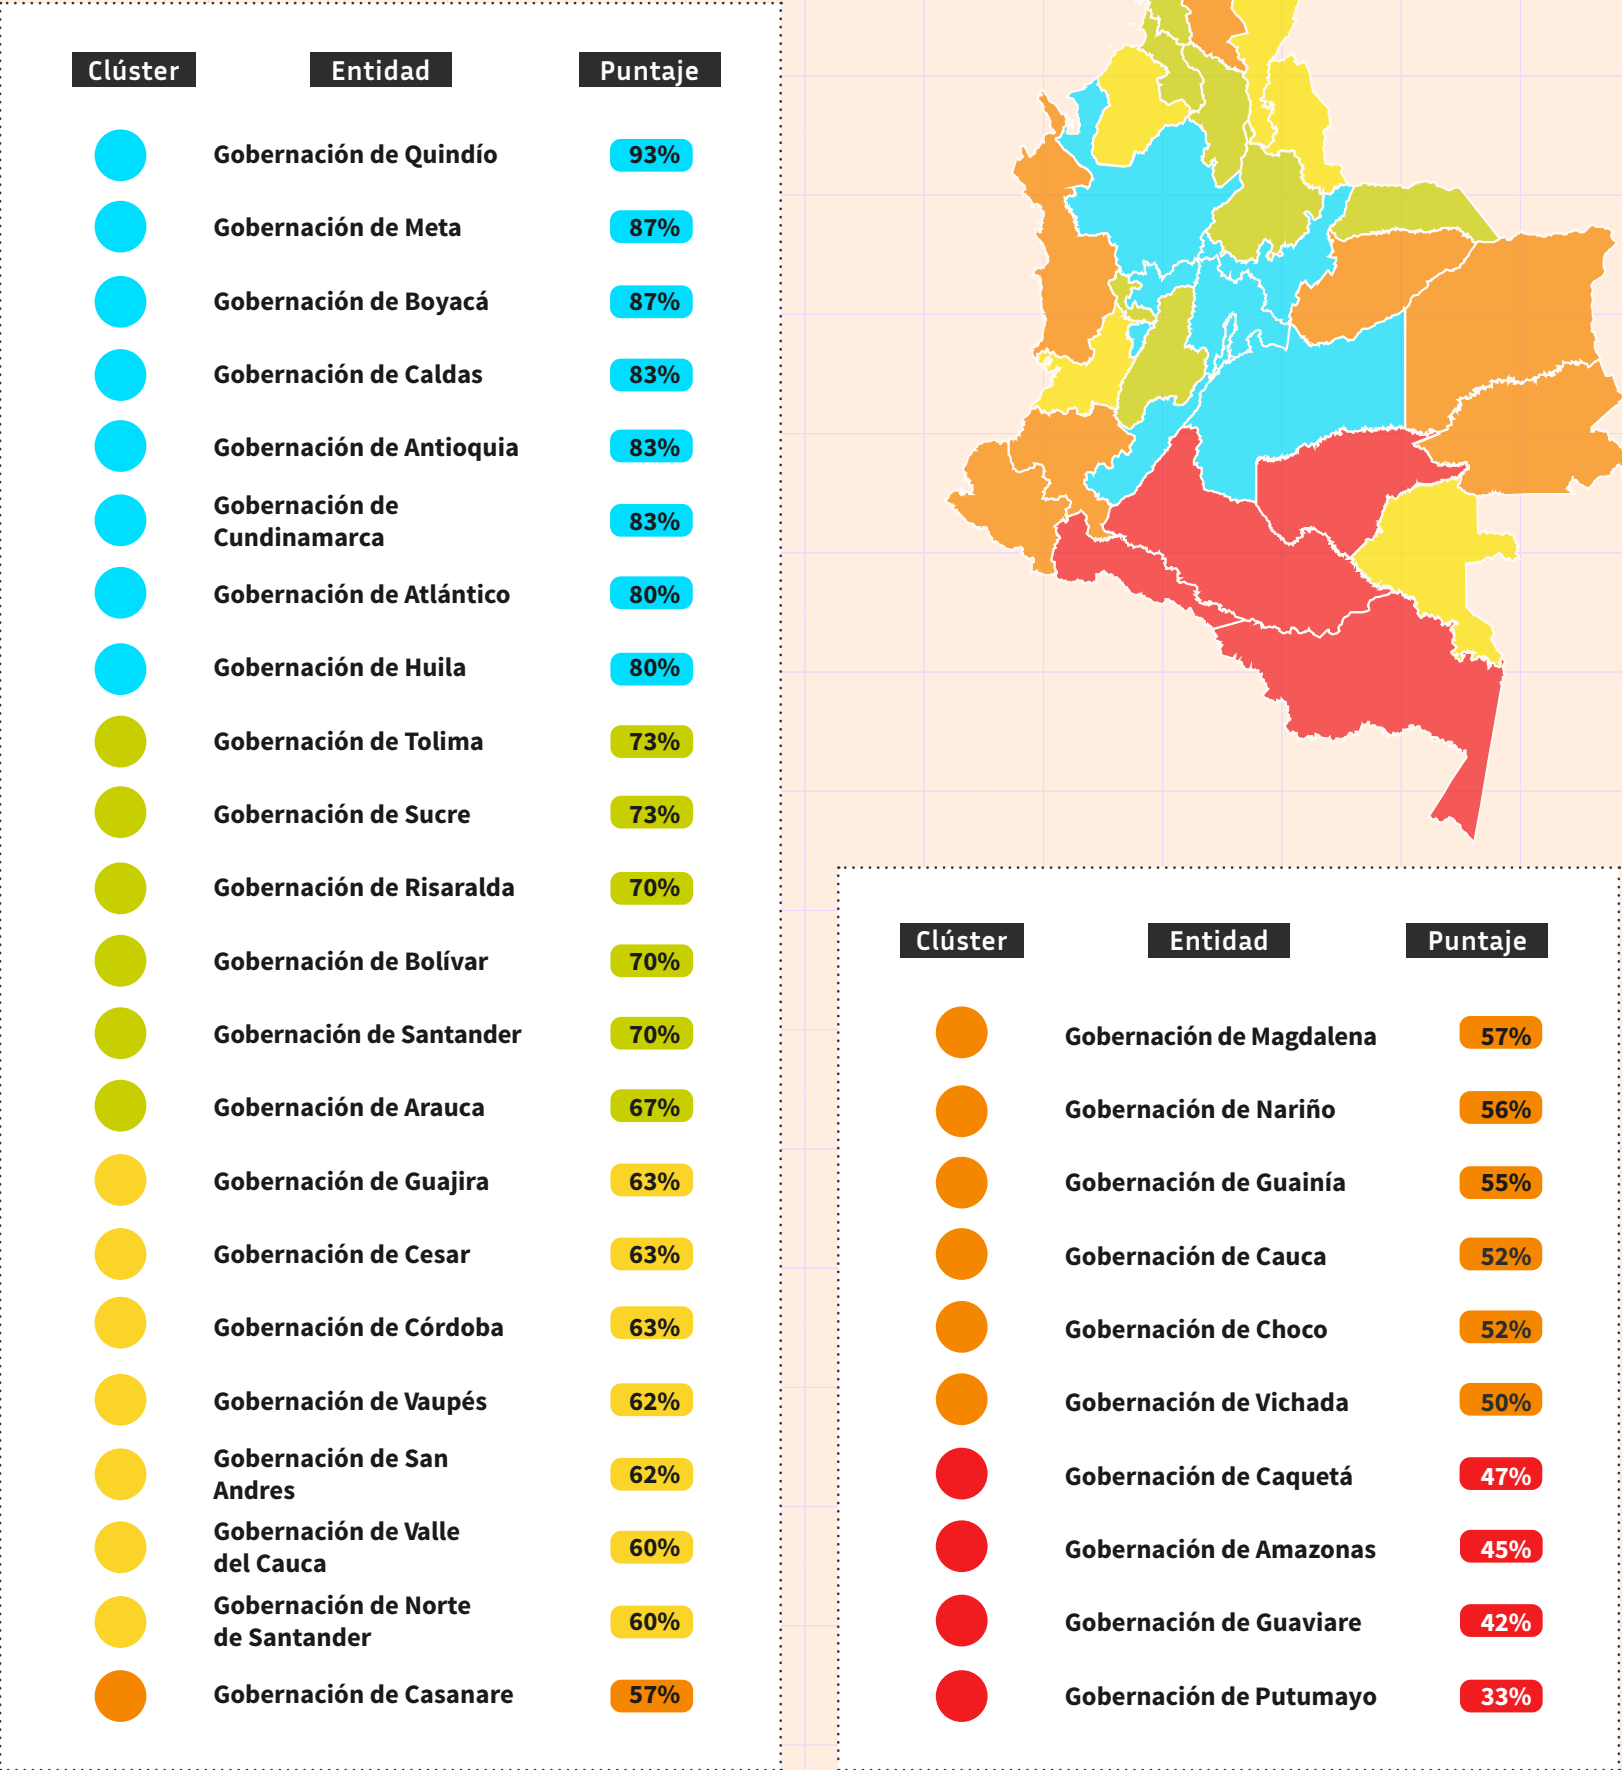 Clúster Entidad Puntaje
Gobernación de Quindío 93%
Gobernación de Meta 87%
Gobernación de Boyacá 87%
Gobernación de Caldas 83%
Gobernación de Antioquia 83%
Gobernación de
Cundinamarca 83%
Gobernación de Atlántico 80%
Gobernación de Huila 80%
Gobernación de Tolima 73%
Gobernación de Sucre 73%
Gobernación de Risaralda 70%
Gobernación de Bolívar 70%
Gobernación de Santander 70%
Gobernación de Arauca 67%
Gobernación de Guajira 63%
Gobernación de Cesar 63%
Gobernación de Córdoba 63%
Gobernación de Vaupés 62%
Gobernación de San
Andres 62%
Gobernación de Valle
del Cauca 60%
Gobernación de Norte
de Santander 60%
Gobernación de Casanare 57%
Clúster Entidad Puntaje
Gobernación de Magdalena 57%
Gobernación de Nariño 56%
Gobernación de Guainía 55%
Gobernación de Cauca 52%
Gobernación de Choco 52%
Gobernación de Vichada 50%
Gobernación de Caquetá 47%
Gobernación de Amazonas 45%
Gobernación de Guaviare 42%
Gobernación de Putumayo 33%